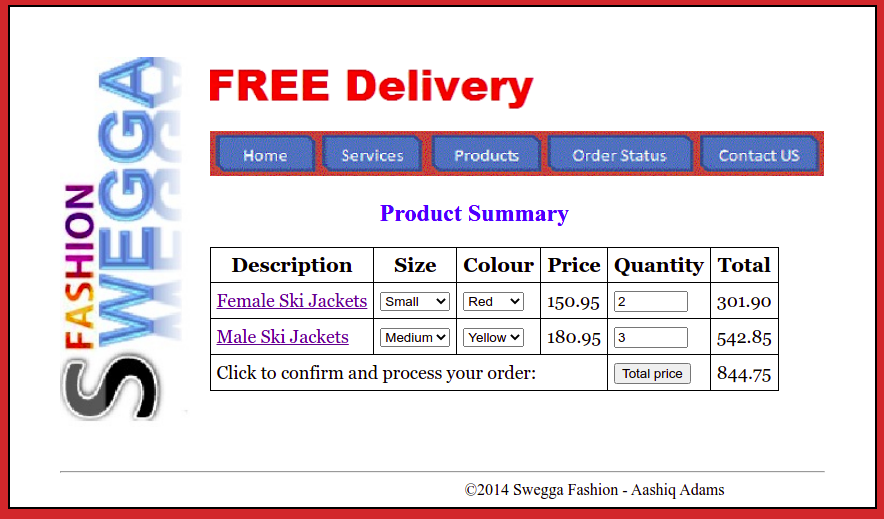 FASHION
SWEGGA
S
FREE Delivery
Home Services Products Order Status Contact US
Product Summary
Description Size Colour Price Quantity Total
Female Ski Jackets Small Red 150.95 2 301.90
Male Ski Jackets Medium Yellow 180.95 3 542.85
Click to confirm and process your order: Total price 844.75
©2014 Swegga Fashion - Aashiq Adams